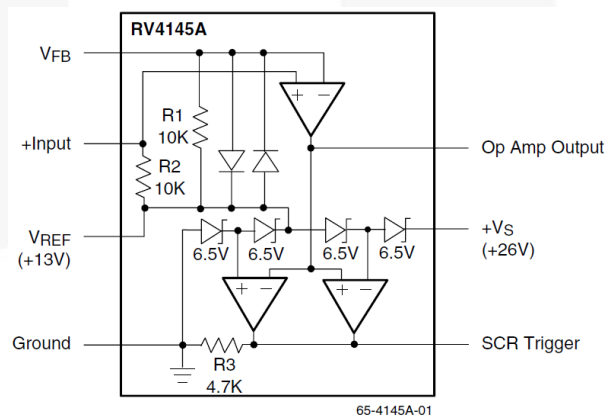 RV4145A
VFB
+ −
R1
10K
+Input
R2
10K
Op Amp Output
VREF
(+13V)
+VS
(+26V)
6.5V 6.5V 6.5V 6.5V
+ − + −
Ground
R3
4.7K
SCR Trigger
65-4145A-01